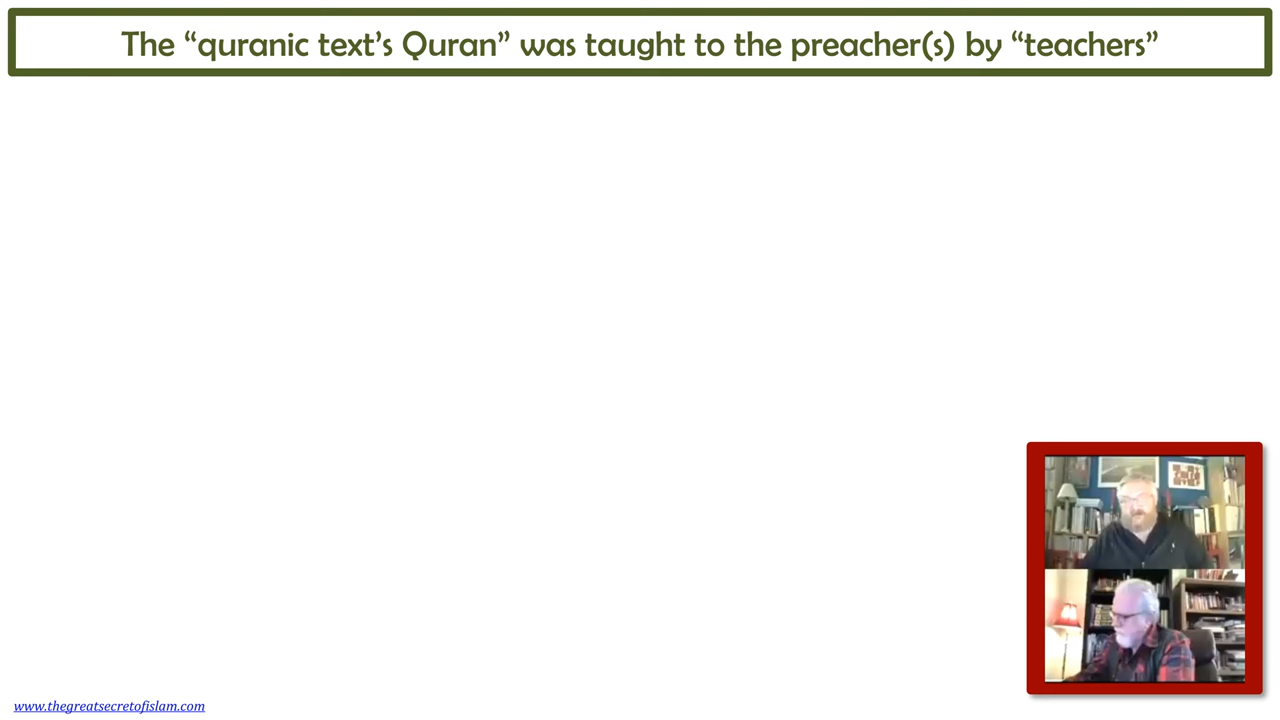 The “quranic text’s Quran” was taught to the preacher(s) by “teachers”
www.thegreatsecretofislam.com